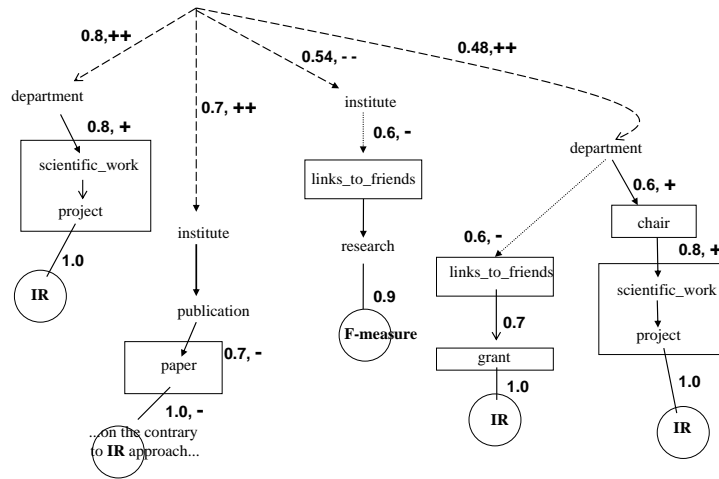 0.8,++
0.54, - -
0.48,++
department
0.7, ++
institute
0.8, +
0.6, -
department
scientific_work
links_to_friends
0.6, +
project
chair
institute
research
0.6, -
0.8, +
1.0
links_to_friends
IR
scientific_work
0.9
publication
F-measure
0.7
project
paper
0.7, -
grant
1.0
1.0
1.0, -
IR
IR
...on the contrary
to IR approach...